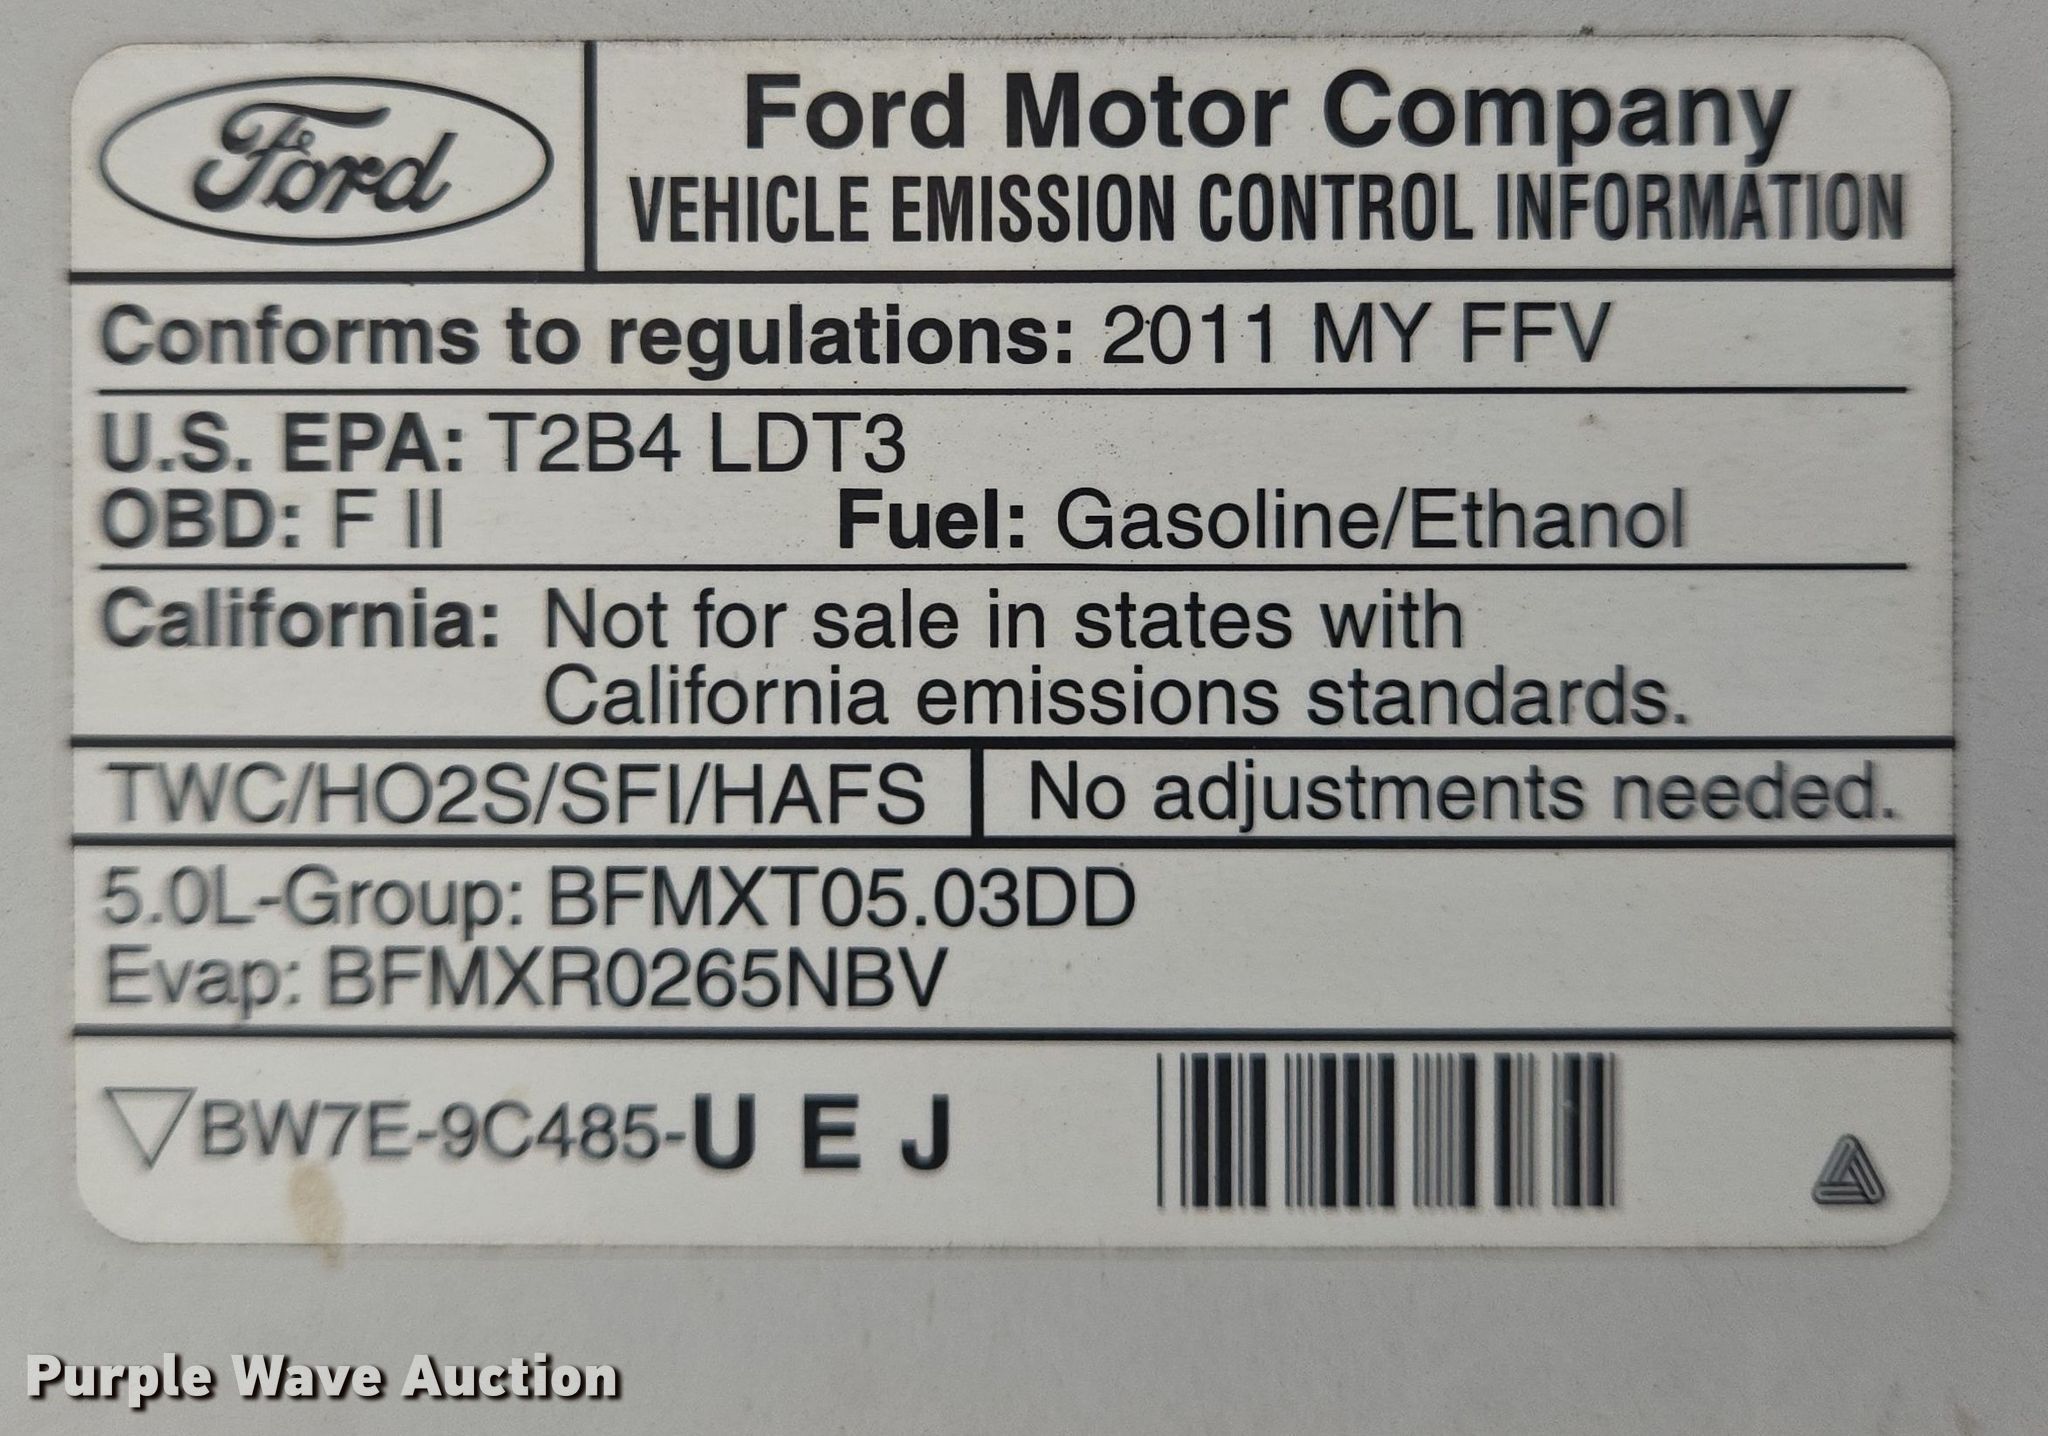 Ford
Ford Motor Company
VEHICLE EMISSION CONTROL INFORMATION
Conforms to regulations: 2011 MY FFV
U.S. EPA: T2B4 LDT3
OBD: F II Fuel: Gasoline/Ethanol
California: Not for sale in states with
California emissions standards.
TWC/HO2S/SFI/HAFS No adjustments needed.
5.0L-Group: BFMXT05.03DD
Evap: BFMXR0265NBV
BW7E-9C485-U E J
Purple Wave Auction